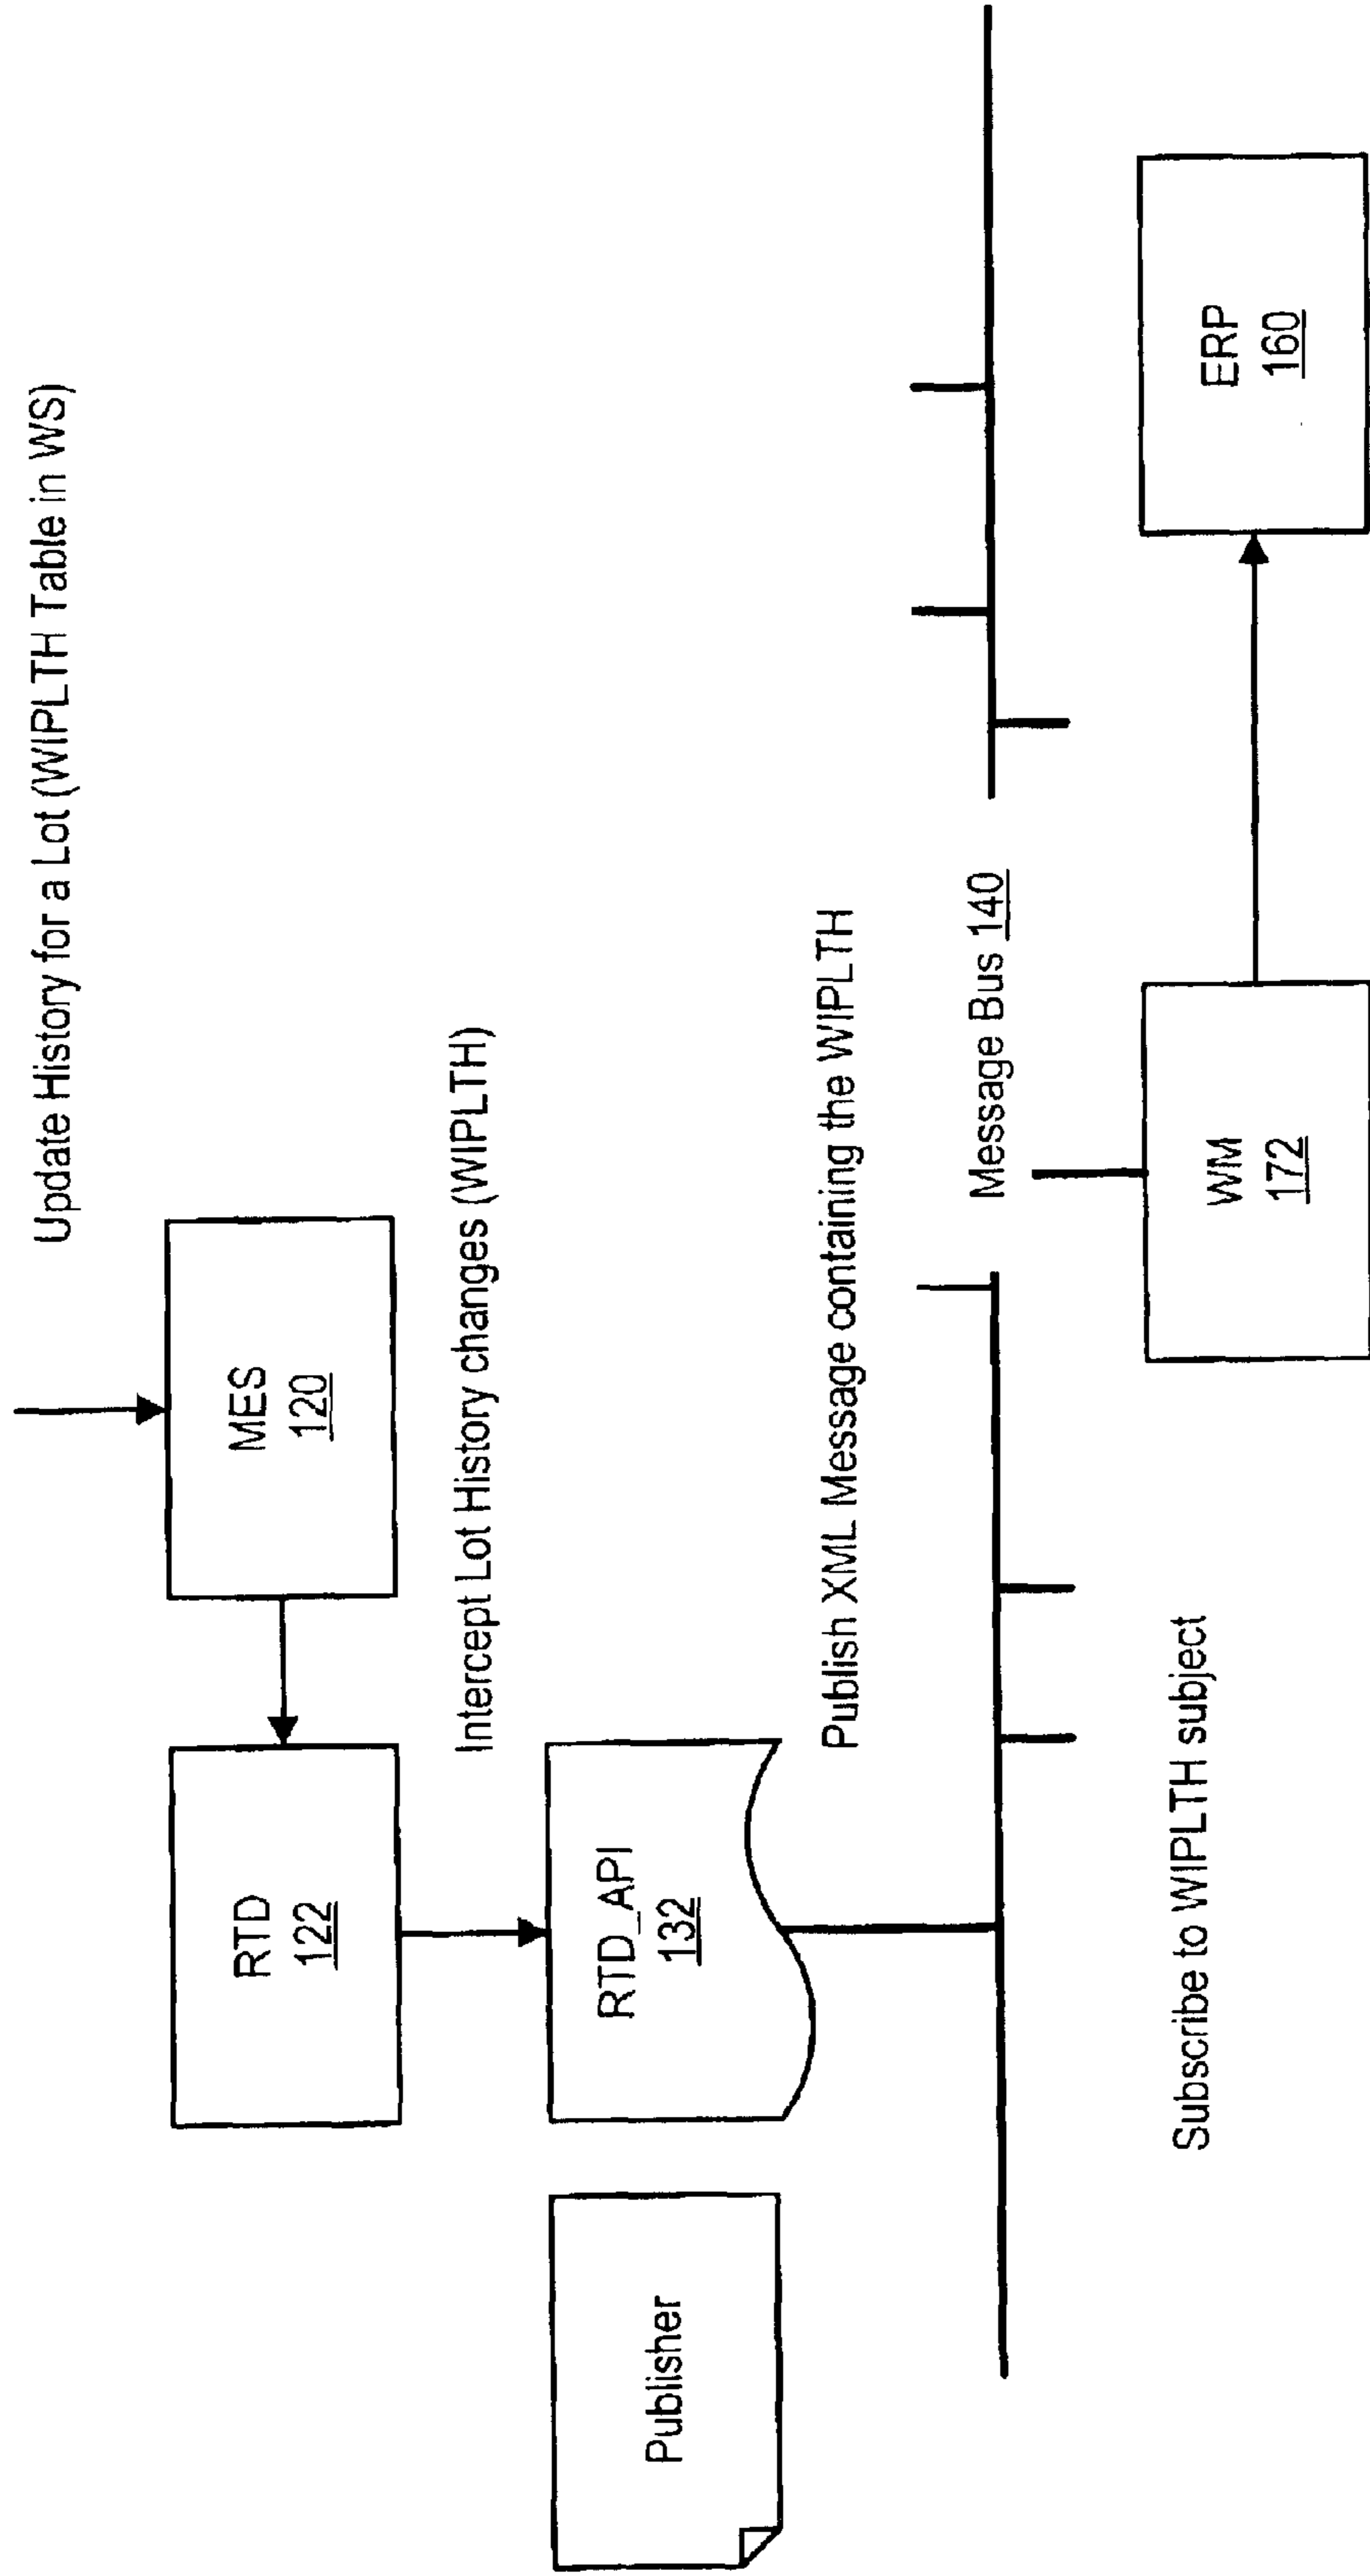 Update History for a Lot (WIPLTH Table in WS)
MES
120
RTD
122
Intercept Lot History changes (WIPLTH)
Publisher
RTD_API
132
Publish XML Message containing the WIPLTH
Message Bus 140
Subscribe to WIPLTH subject
WM
172
ERP
160